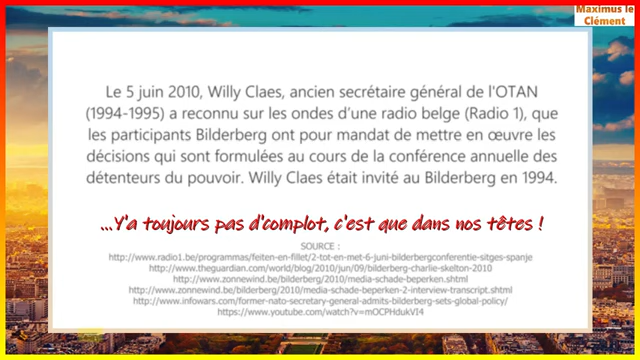 Maximus le
Clément
Le 5 juin 2010, Willy Claes, ancien secrétaire général de l'OTAN
(1994-1995) a reconnu sur les ondes d'une radio belge (Radio 1), que
les participants Bilderberg ont pour mandat de mettre en œuvre les
décisions qui sont formulées au cours de la conférence annuelle des
détenteurs du pouvoir. Willy Claes était invité au Bilderberg en 1994.
...Y'a toujours pas d'complot, c'est que dans nos têtes !
SOURCE :
http://www.radio1.be/programmas/feiten-en-fillet/2-tot-en-met-6-juni-bilderbergconferentie-sitges-spanje
http://www.theguardian.com/world/blog/2010/jun/09/bilderberg-charlie-skelton-2010
http://www.zonnewind.be/bilderberg/2010/media-schade-beperken.shtml
http://www.zonnewind.be/bilderberg/2010/media-schade-beperken-2-interview-transcript.shtml
http://www.infowars.com/former-nato-secretary-general-admits-bilderberg-sets-global-policy/
https://www.youtube.com/watch?v=mOCPHdukVI4